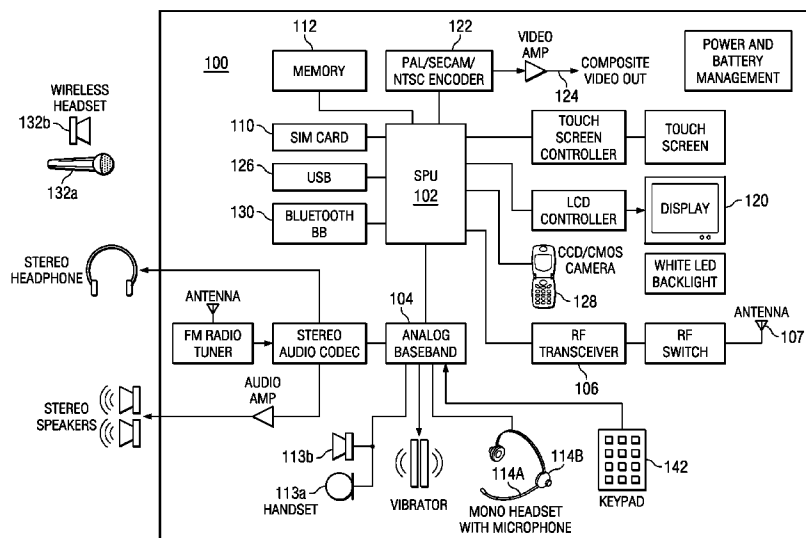 112
122
VIDEO
AMP
100
MEMORY
PAL/SECAM/
NTSC ENCODER
COMPOSITE
VIDEO OUT
124
POWER AND
BATTERY
MANAGEMENT
WIRELESS
HEADSET
132b
132a
110
SIM CARD
126
USB
130
BLUETOOTH
BB
SPU
102
TOUCH
SCREEN
CONTROLLER
TOUCH
SCREEN
LCD
CONTROLLER
DISPLAY
120
CCD/CMOS
CAMERA
128
WHITE LED
BACKLIGHT
STEREO
HEADPHONE
ANTENNA
FM RADIO
TUNER
STEREO
AUDIO CODEC
104
ANALOG
BASEBAND
RF
TRANSCEIVER
106
RF
SWITCH
ANTENNA
107
STEREO
SPEAKERS
AUDIO
AMP
113b
113a
HANDSET
VIBRATOR
114A
114B
MONO HEADSET
WITH MICROPHONE
KEYPAD
142